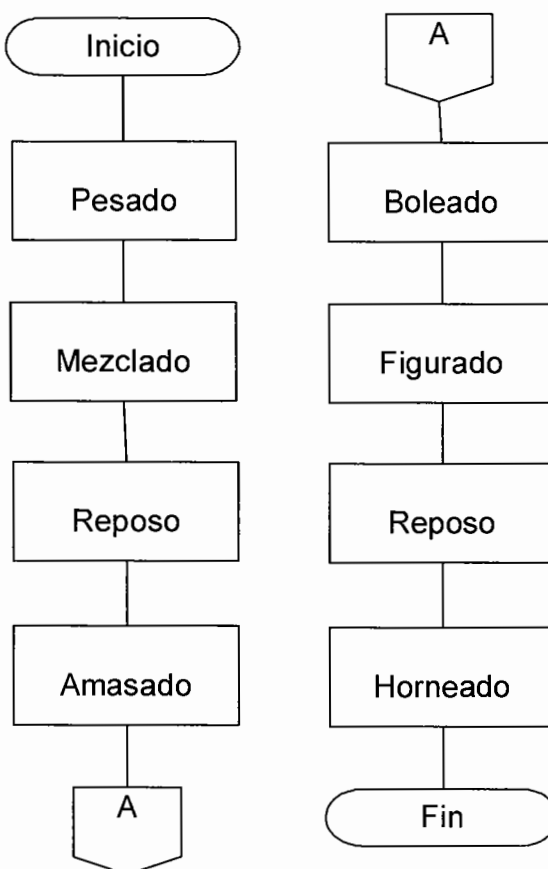 Inicio
Pesado
Mezclado
Reposo
Amasado
A
A
Boleado
Figurado
Reposo
Horneado
Fin